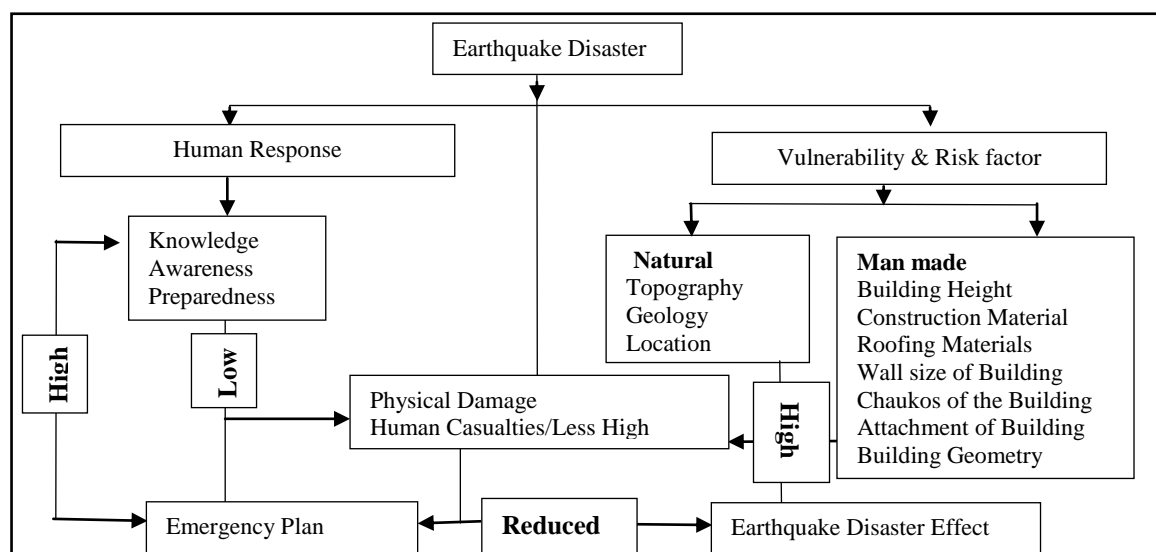 Earthquake Disaster
Human Response
Vulnerability & Risk factor
Knowledge
Awareness
Preparedness
Natural
Topography
Geology
Location
Man made
Building Height
Construction Material
Roofing Materials
Wall size of Building
Chaukos of the Building
Attachment of Building
Building Geometry
High
Low
High
Physical Damage
Human Casualties/Less High
Emergency Plan
Reduced
Earthquake Disaster Effect